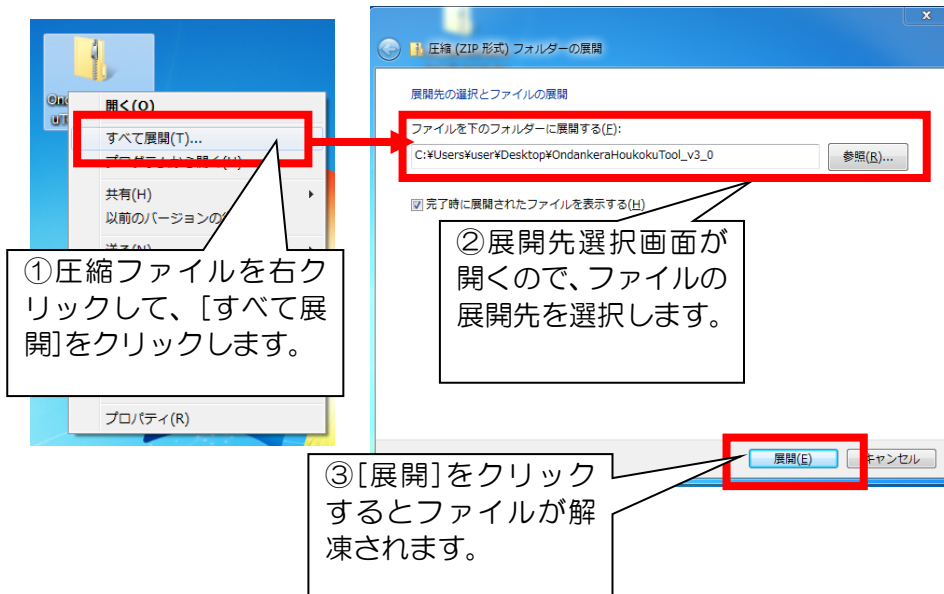 開く(O)
すべて展開(T)...
共有(H)
以前のバージョンの
プロパティ(R)
①圧縮ファイルを右ク
リックして、[すべて展
開]をクリックします。
圧縮 (ZIP 形式) フォルダーの展開
展開先の選択とファイルの展開
ファイルを下のフォルダーに展開する(F):
C:¥Users¥user¥Desktop¥OndankeraHoukokuTool_v3_0
参照(R)...
完了時に展開されたファイルを表示する(H)
②展開先選択画面が
開くので、ファイルの
展開先を選択します。
展開(E)
キャンセル
③[展開]をクリック
するとファイルが解
凍されます。